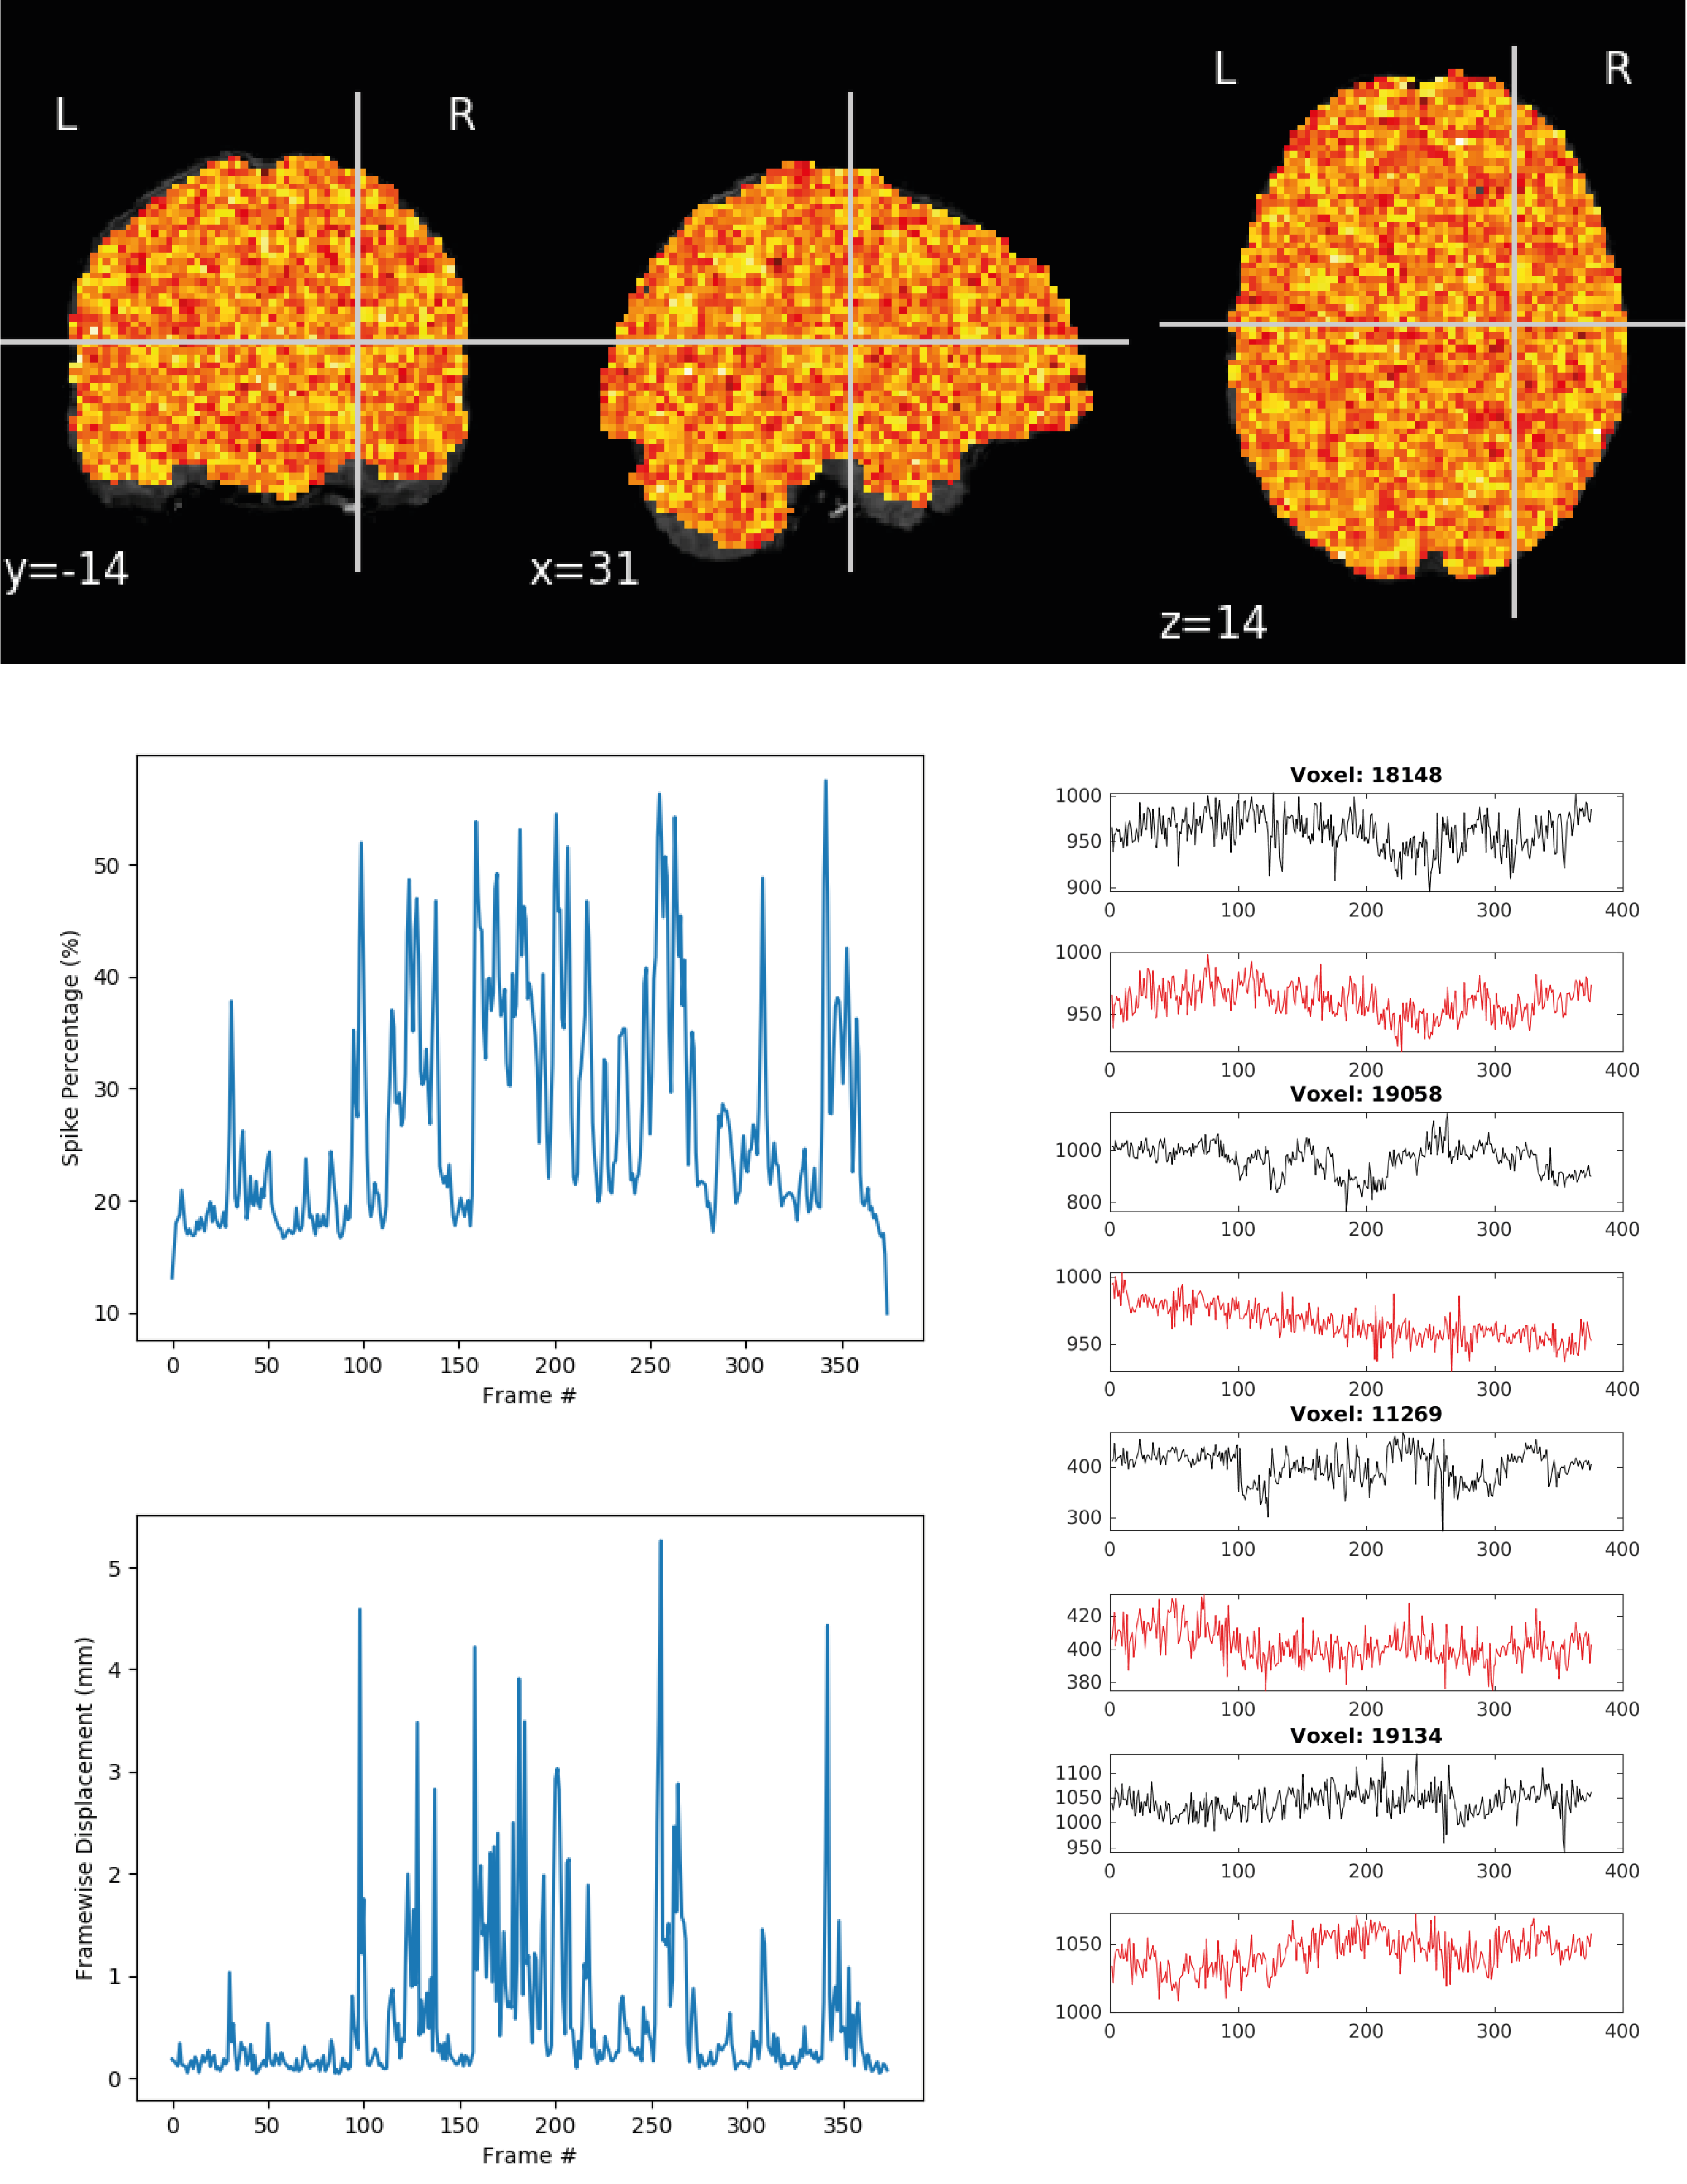 L R L R
y=-14 x=31 z=14
Spike Percentage (%)
50
40
30
20
10
0 50 100 150 200 250 300 350
Frame #
Framewise Displacement (mm)
5
4
3
2
1
0
0 50 100 150 200 250 300 350
Frame #
Voxel: 18148
1000
950
900
0 100 200 300 400
1000
950
0 100 200 300 400
Voxel: 19058
1000
800
0 100 200 300 400
1000
950
0 100 200 300 400
Voxel: 11269
400
300
0 100 200 300 400
420
400
380
0 100 200 300 400
Voxel: 19134
1100
1050
1000
950
0 100 200 300 400
1050
1000
0 100 200 300 400